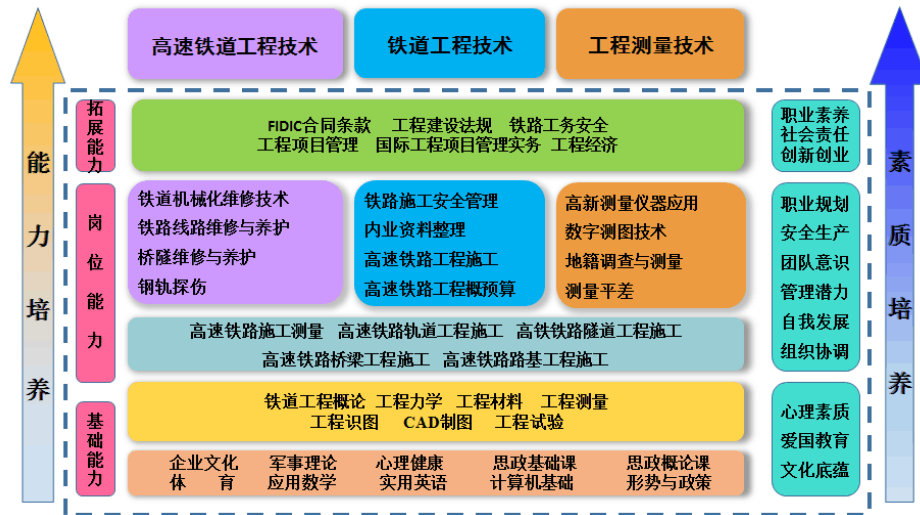 高速铁道工程技术
铁道工程技术
工程测量技术
能力培养
素质培养
拓展能力
FIDIC合同条款 工程建设法规 铁路工务安全
工程项目管理 国际工程项目管理实务 工程经济
职业素养
社会责任
创新创业
岗位能力
铁道机械化维修技术
铁路线路维修与养护
桥隧维修与养护
钢轨探伤
铁路施工安全管理
内业资料整理
高速铁路工程施工
高速铁路工程概预算
高新测量仪器应用
数字测图技术
地籍调查与测量
测量平差
职业规划
安全生产
团队意识
管理潜力
自我发展
组织协调
高速铁路施工测量 高速铁路轨道工程施工 高铁铁路隧道工程施工
高速铁路桥梁工程施工 高速铁路路基工程施工
基础能力
铁道工程概论 工程力学 工程材料 工程测量
工程识图 CAD制图 工程试验
企业文化 军事理论 心理健康 思政基础课 思政概论课
体 育 应用数学 实用英语 计算机基础 形势与政策
心理素质
爱国教育
文化底蕴